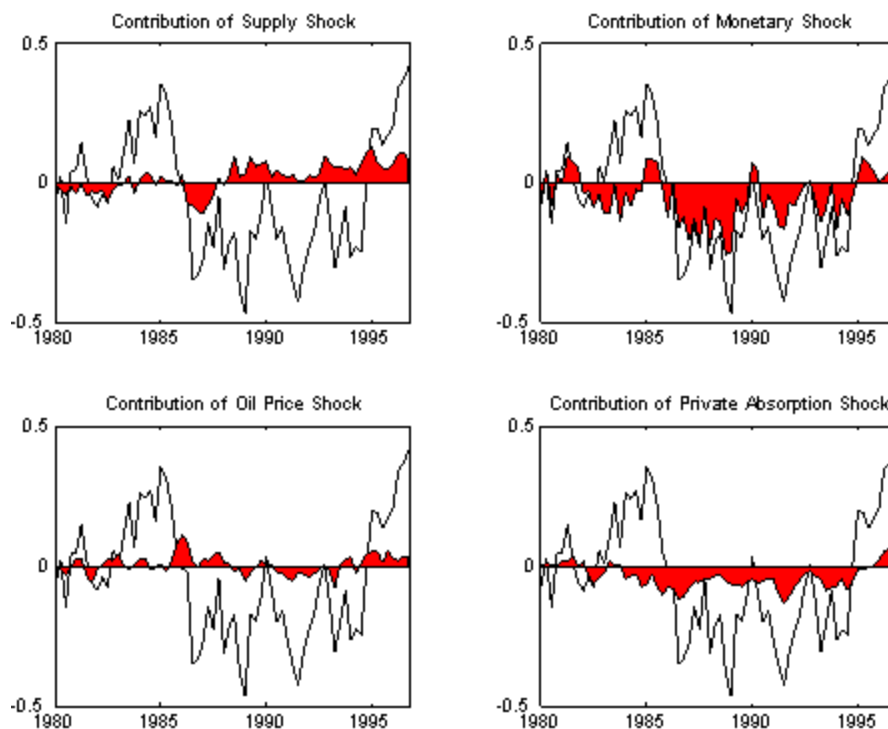 Contribution of Supply Shock
0.5
0
-0.5
1980 1985 1990 1995
Contribution of Monetary Shock
0.5
0
-0.5
1980 1985 1990 1995
Contribution of Oil Price Shock
0.5
0
-0.5
1980 1985 1990 1995
Contribution of Private Absorption Shock
0.5
0
-0.5
1980 1985 1990 1995